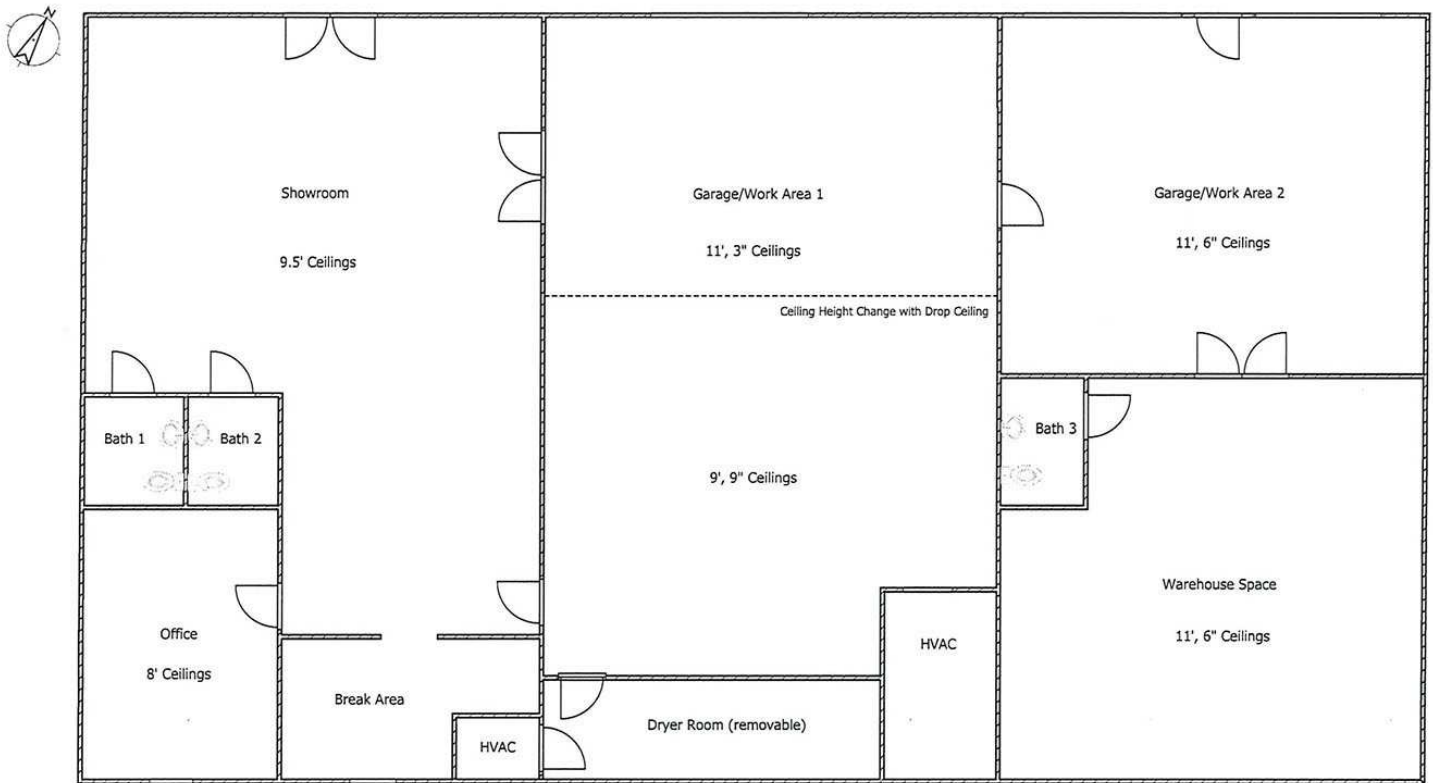 N
Showroom
9.5' Ceilings
Garage/Work Area 1
11', 3" Ceilings
Ceiling Height Change with Drop Ceiling
9', 9" Ceilings
Garage/Work Area 2
11', 6" Ceilings
Bath 1
Bath 2
Bath 3
Office
8' Ceilings
Break Area
HVAC
Dryer Room (removable)
HVAC
Warehouse Space
11', 6" Ceilings